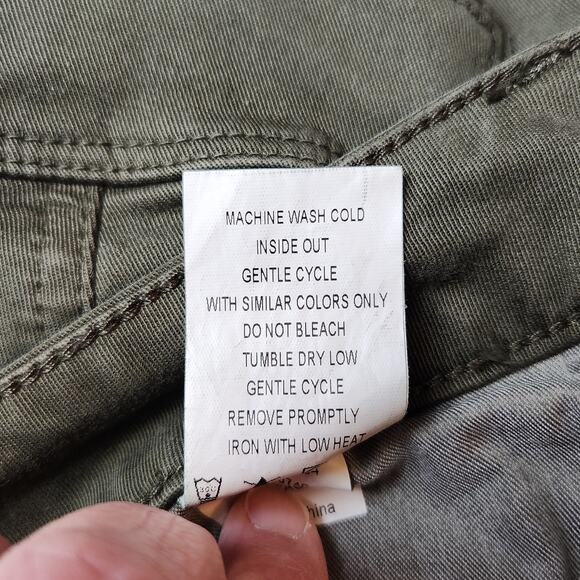 MACHINE WASH COLD
INSIDE OUT
GENTLE CYCLE
WITH SIMILAR COLORS ONLY
DO NOT BLEACH
TUMBLE DRY LOW
GENTLE CYCLE
REMOVE PROMPTLY
IRON WITH LOW HEAT
hina